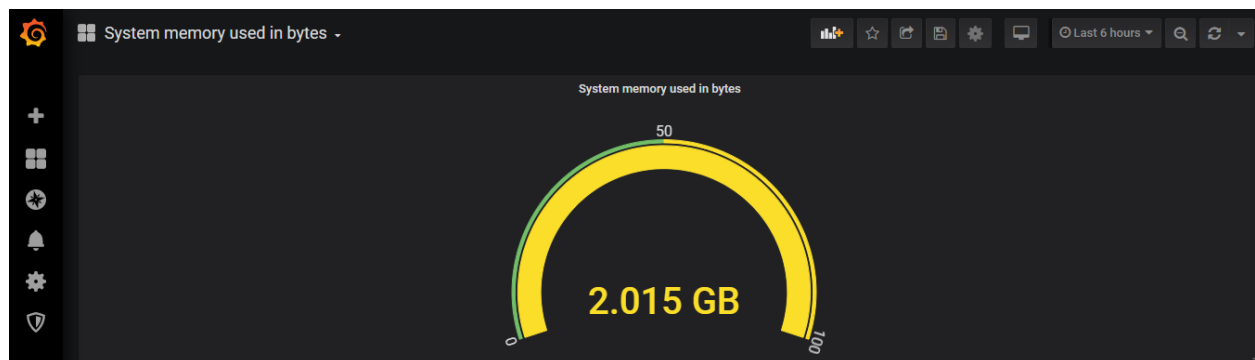 System memory used in bytes
Last 6 hours
System memory used in bytes
50
2.015 GB
0
100